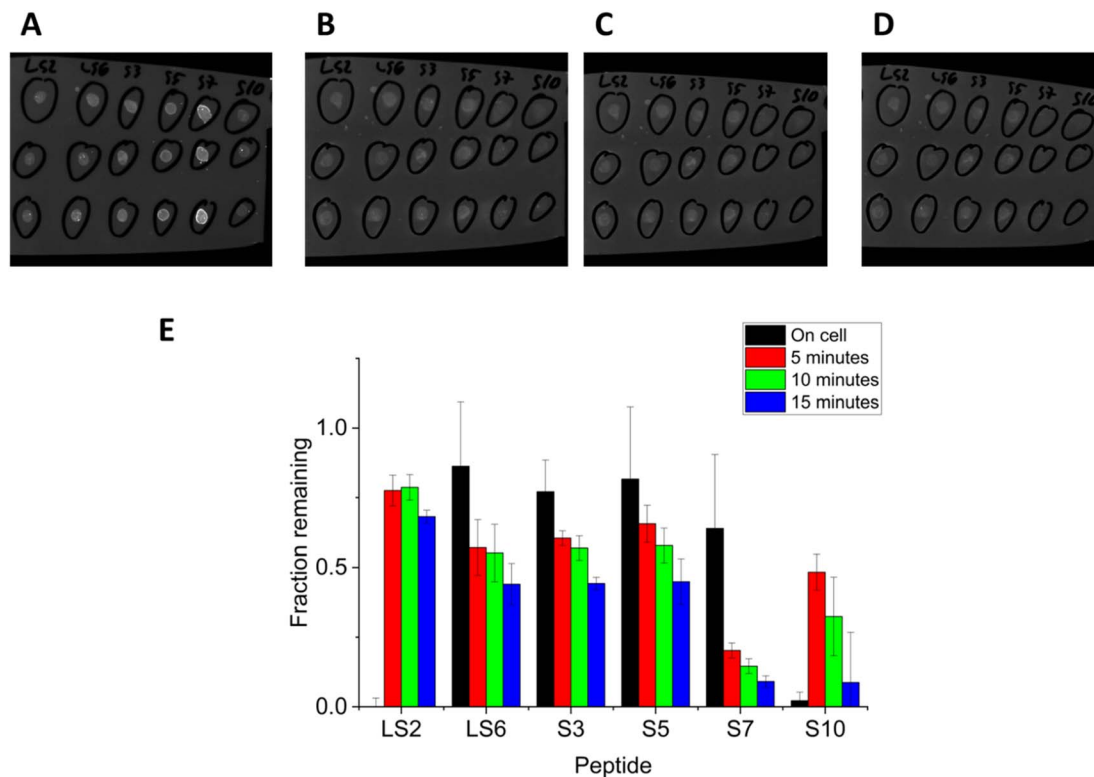 A B C D
LS2 LS6 S3 S5 S7 S10
LS2 LS6 S3 S5 S7 S10
LS2 LS6 S3 S5 S7 S10
LS2 LS6 S3 S5 S7 S10
E
On cell
5 minutes
10 minutes
15 minutes
Fraction remaining
1.0
0.5
0.0
LS2 LS6 S3 S5 S7 S10
Peptide